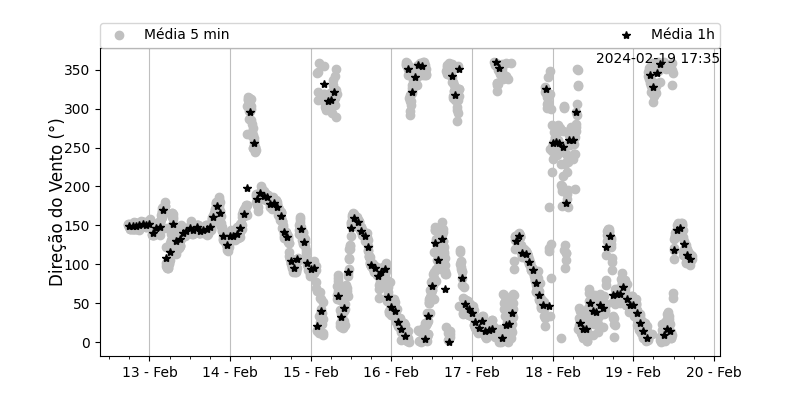 Média 5 min
Média 1h
2024-02-19 17:35
Direção do Vento (°)
350
300
250
200
150
100
50
0
13 - Feb
14 - Feb
15 - Feb
16 - Feb
17 - Feb
18 - Feb
19 - Feb
20 - Feb